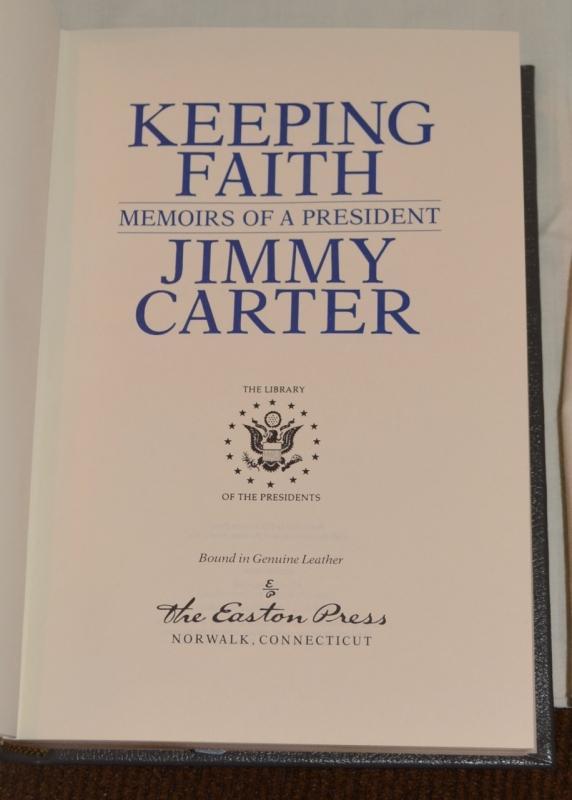 KEEPING
FAITH
MEMOIRS OF A PRESIDENT
JIMMY
CARTER
THE LIBRARY
OF THE PRESIDENTS
Bound in Genuine Leather
E
P
The Easton Press
NORWALK, CONNECTICUT